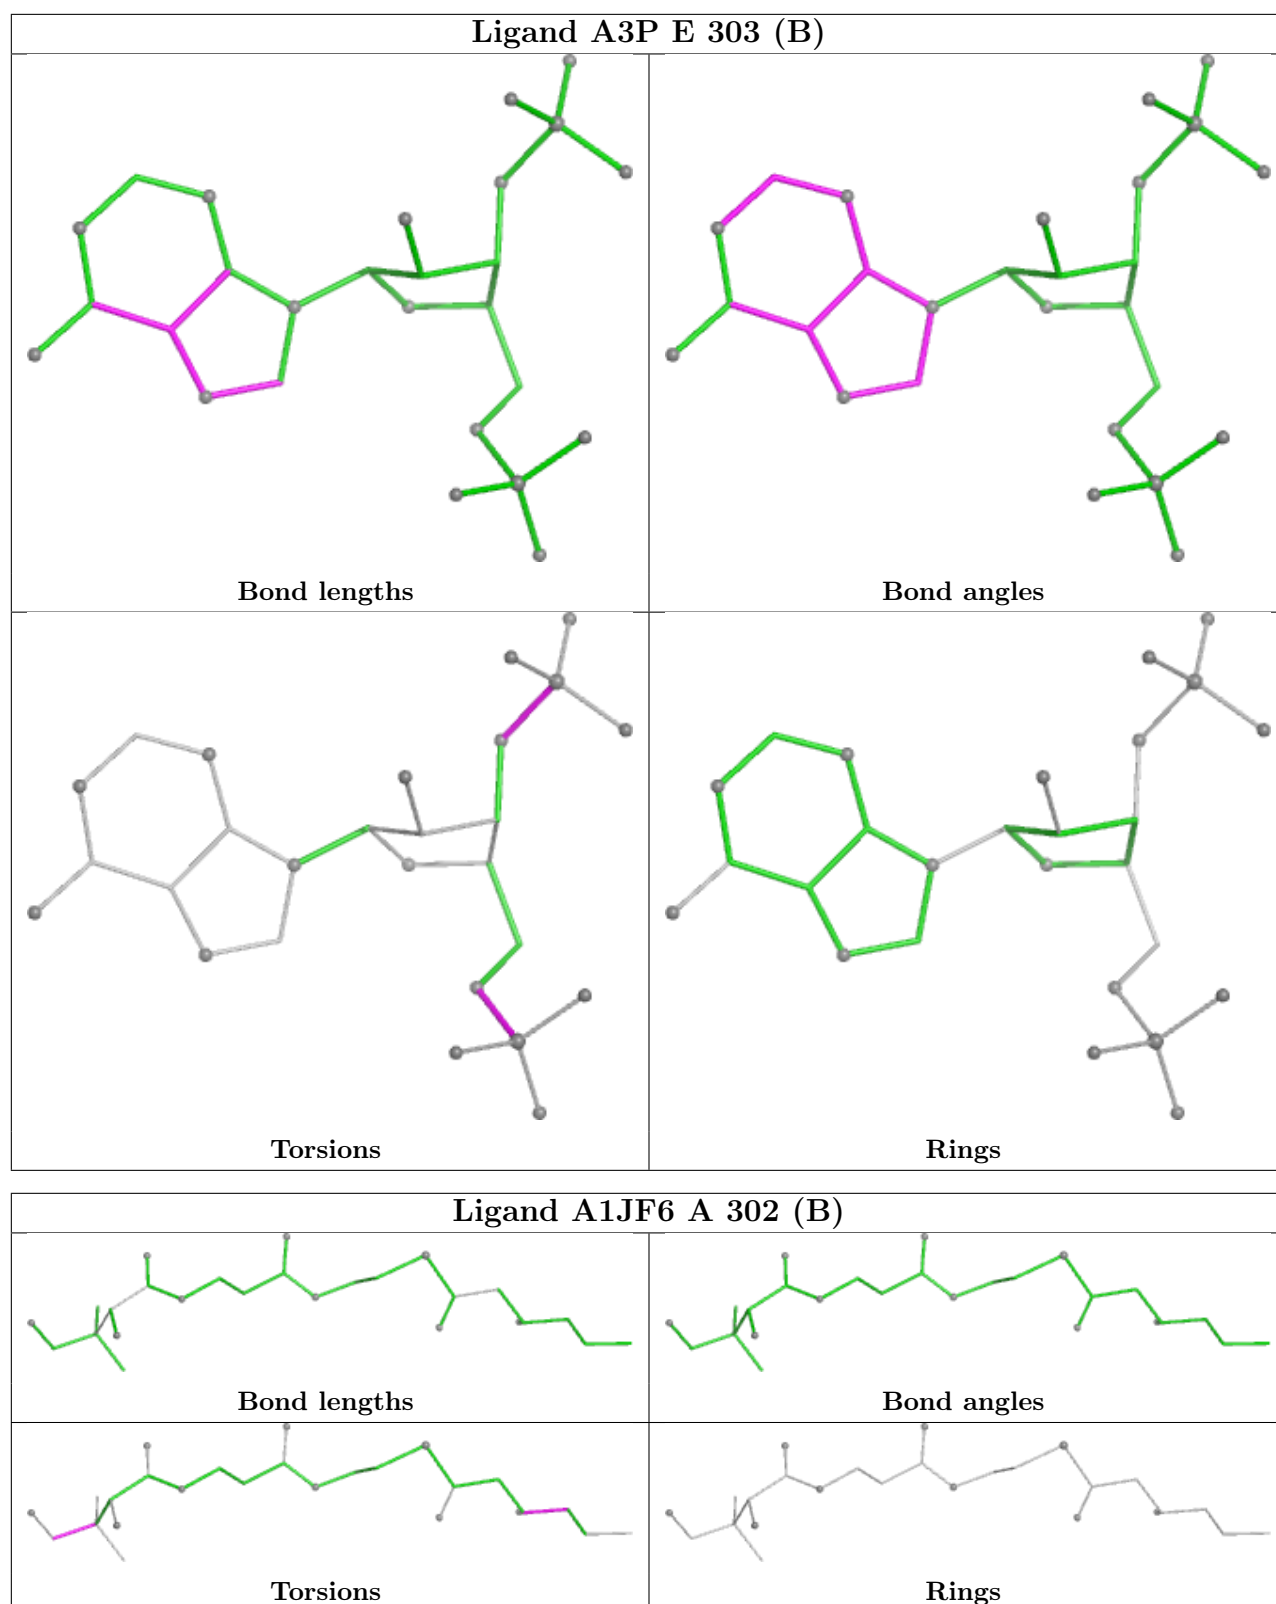 Ligand A3P E 303 (B)
Bond lengths
Bond angles
Torsions
Rings
Ligand A1JF6 A 302 (B)
Bond lengths
Bond angles
Torsions
Rings